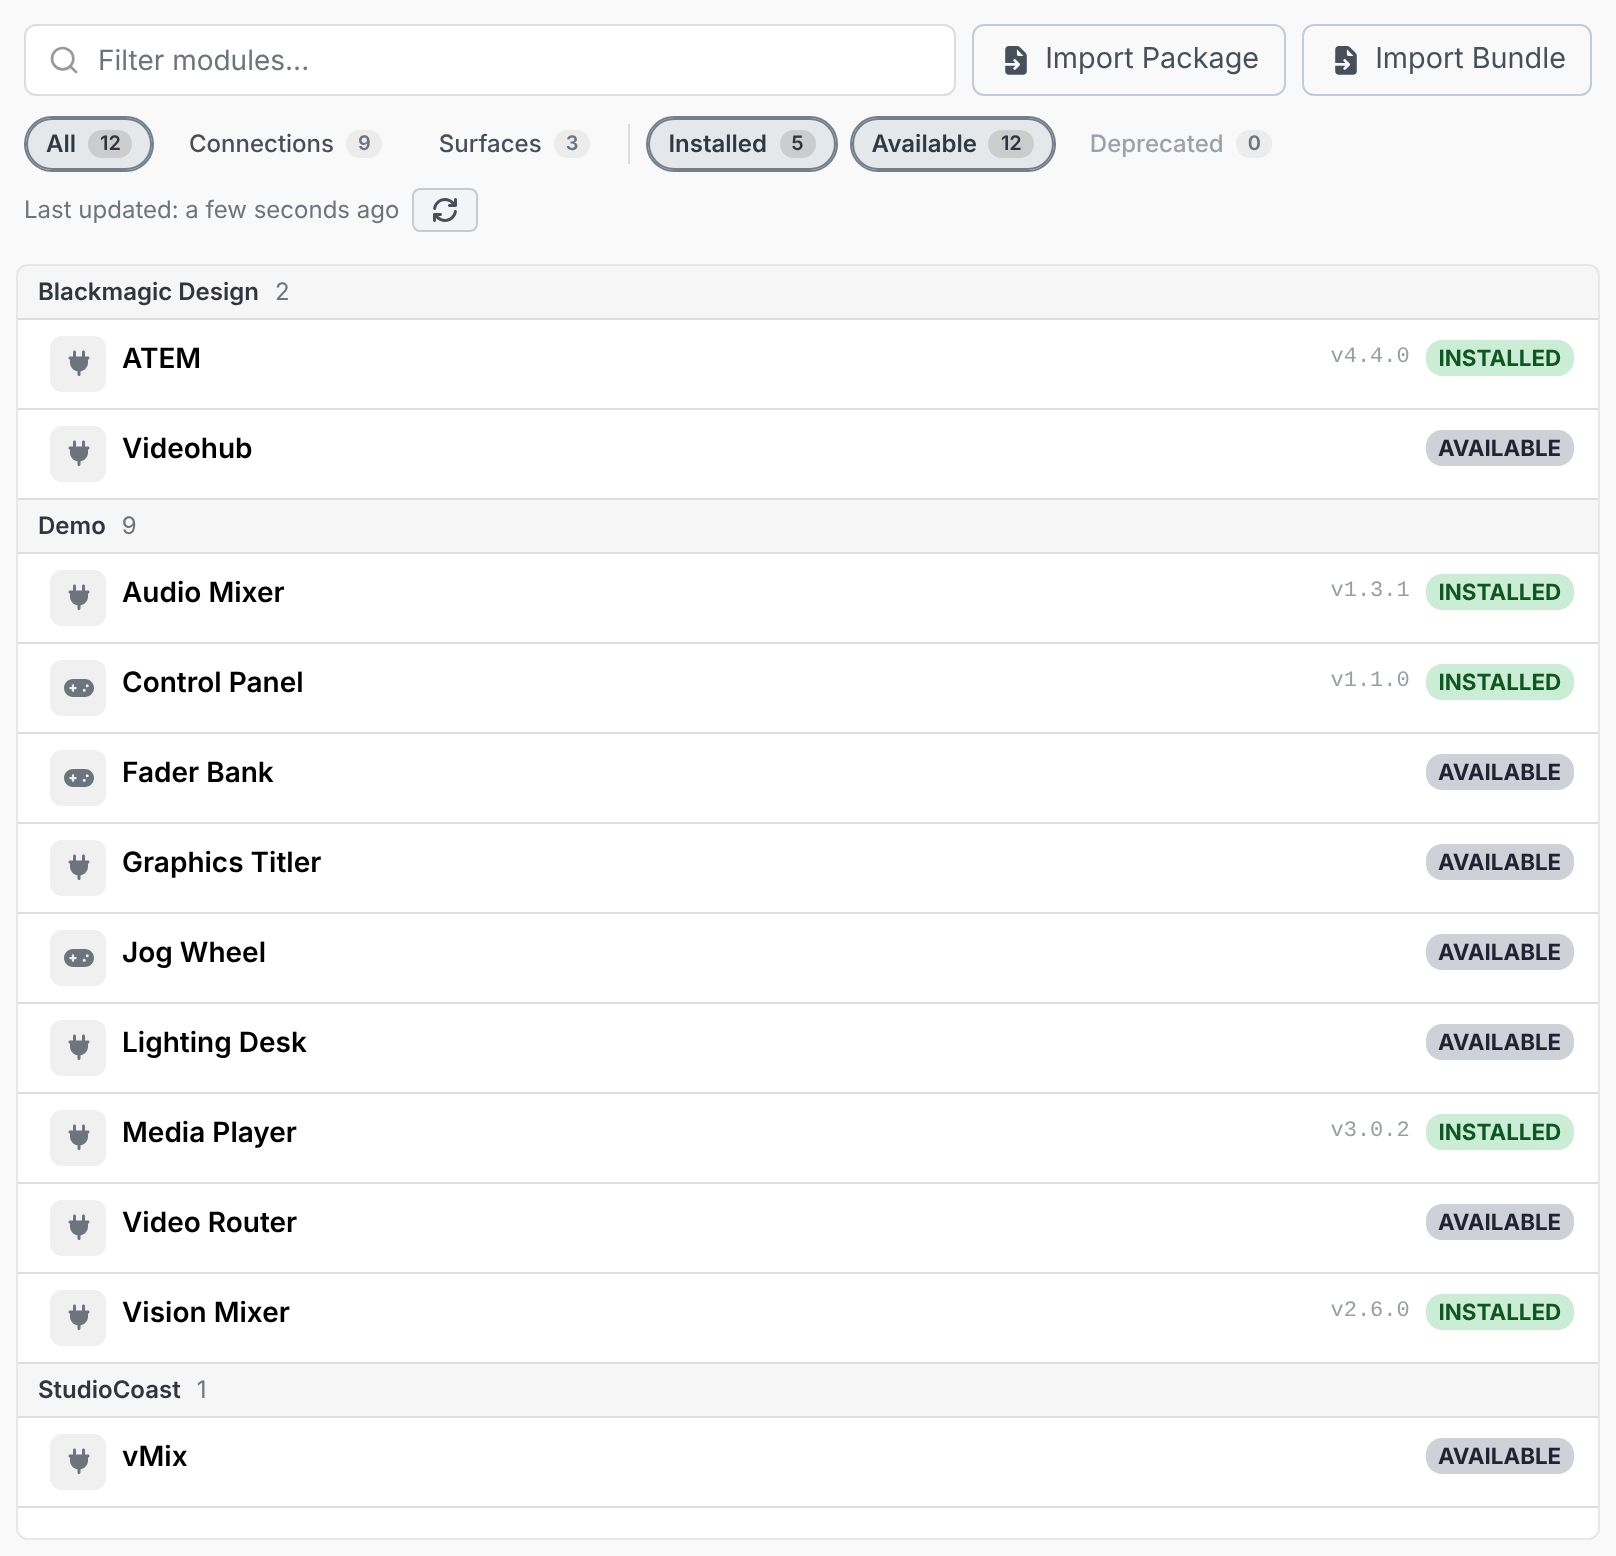 Filter modules...
Import Package
Import Bundle
All 12
Connections 9
Surfaces 3
Installed 5
Available 12
Deprecated 0
Last updated: a few seconds ago
Blackmagic Design 2
ATEM v4.4.0 INSTALLED
Videohub AVAILABLE
Demo 9
Audio Mixer v1.3.1 INSTALLED
Control Panel v1.1.0 INSTALLED
Fader Bank AVAILABLE
Graphics Titler AVAILABLE
Jog Wheel AVAILABLE
Lighting Desk AVAILABLE
Media Player v3.0.2 INSTALLED
Video Router AVAILABLE
Vision Mixer v2.6.0 INSTALLED
StudioCoast 1
vMix AVAILABLE